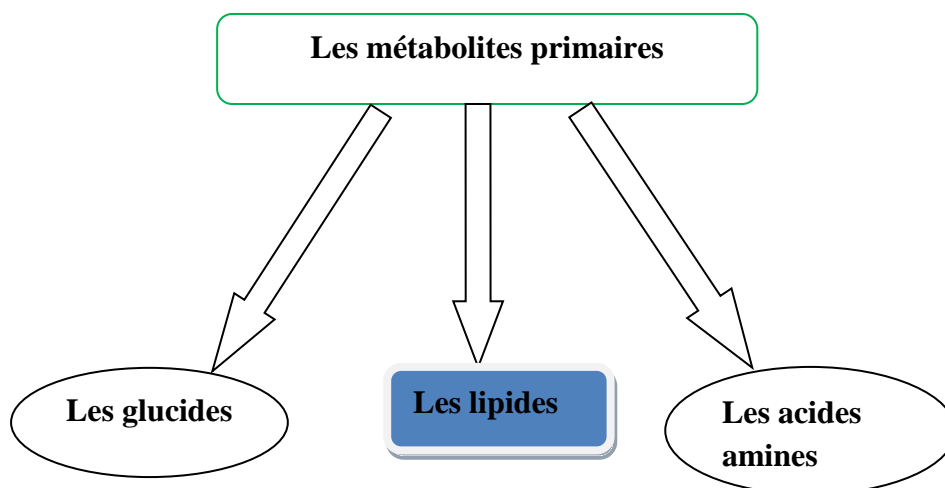 Les métabolites primaires
Les glucides
Les lipides
Les acides
amines